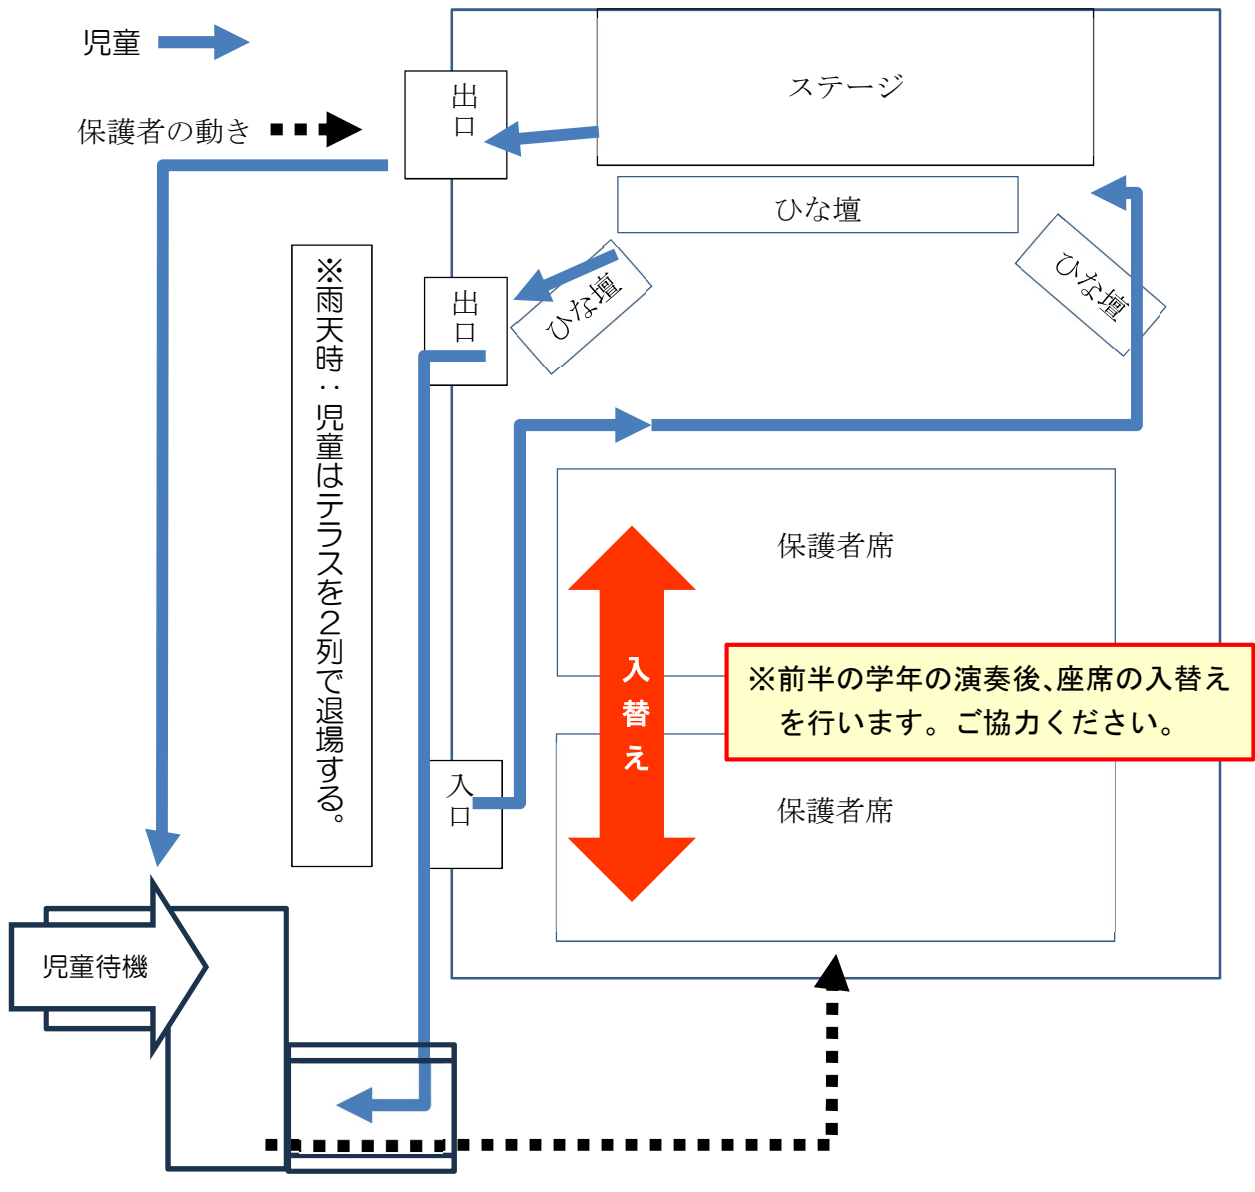 児童
保護者の動き
出口
ステージ
ひな壇
ひな壇
ひな壇
出口
※雨天時：児童はテラスを２列で退場する。
保護者席
入替え
※前半の学年の演奏後、座席の入替え
を行います。ご協力ください。
入口
保護者席
児童待機